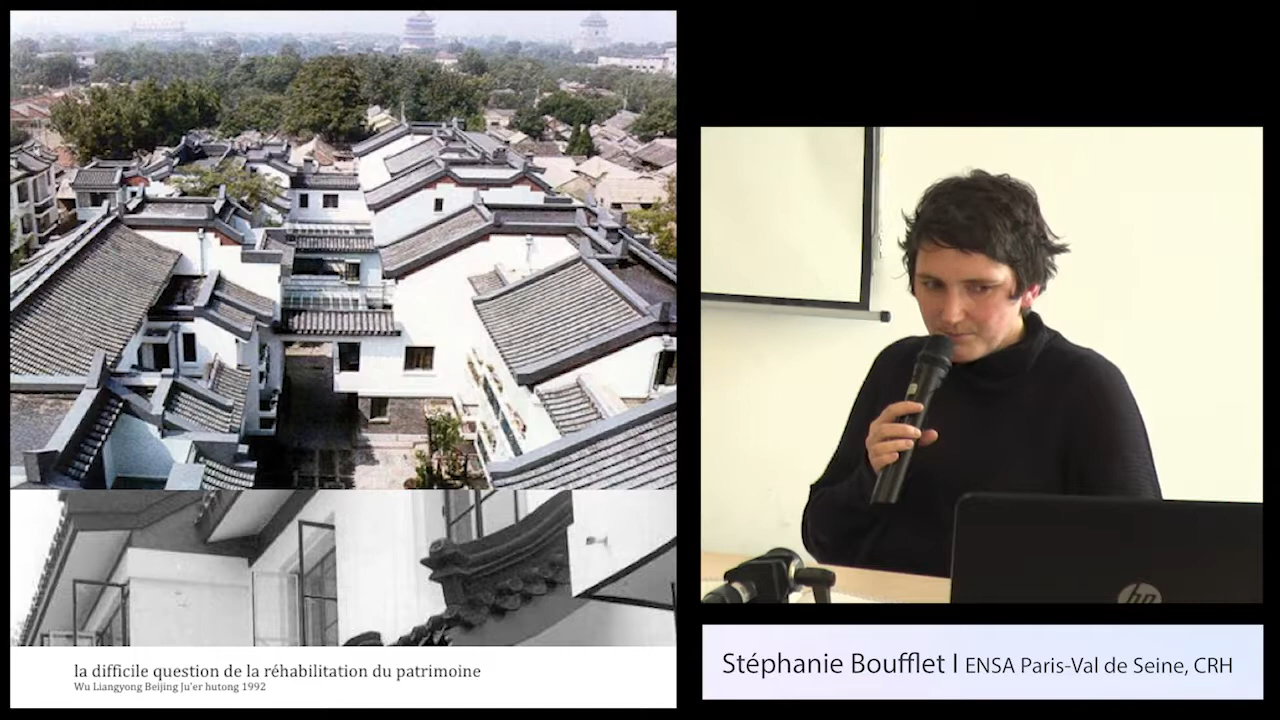 la difficile question de la réhabilitation du patrimoine
Wu Liangyong Beijing Ju'er hutong 1992
hp
Stéphanie Boufflet I ENSA Paris-Val de Seine, CRH